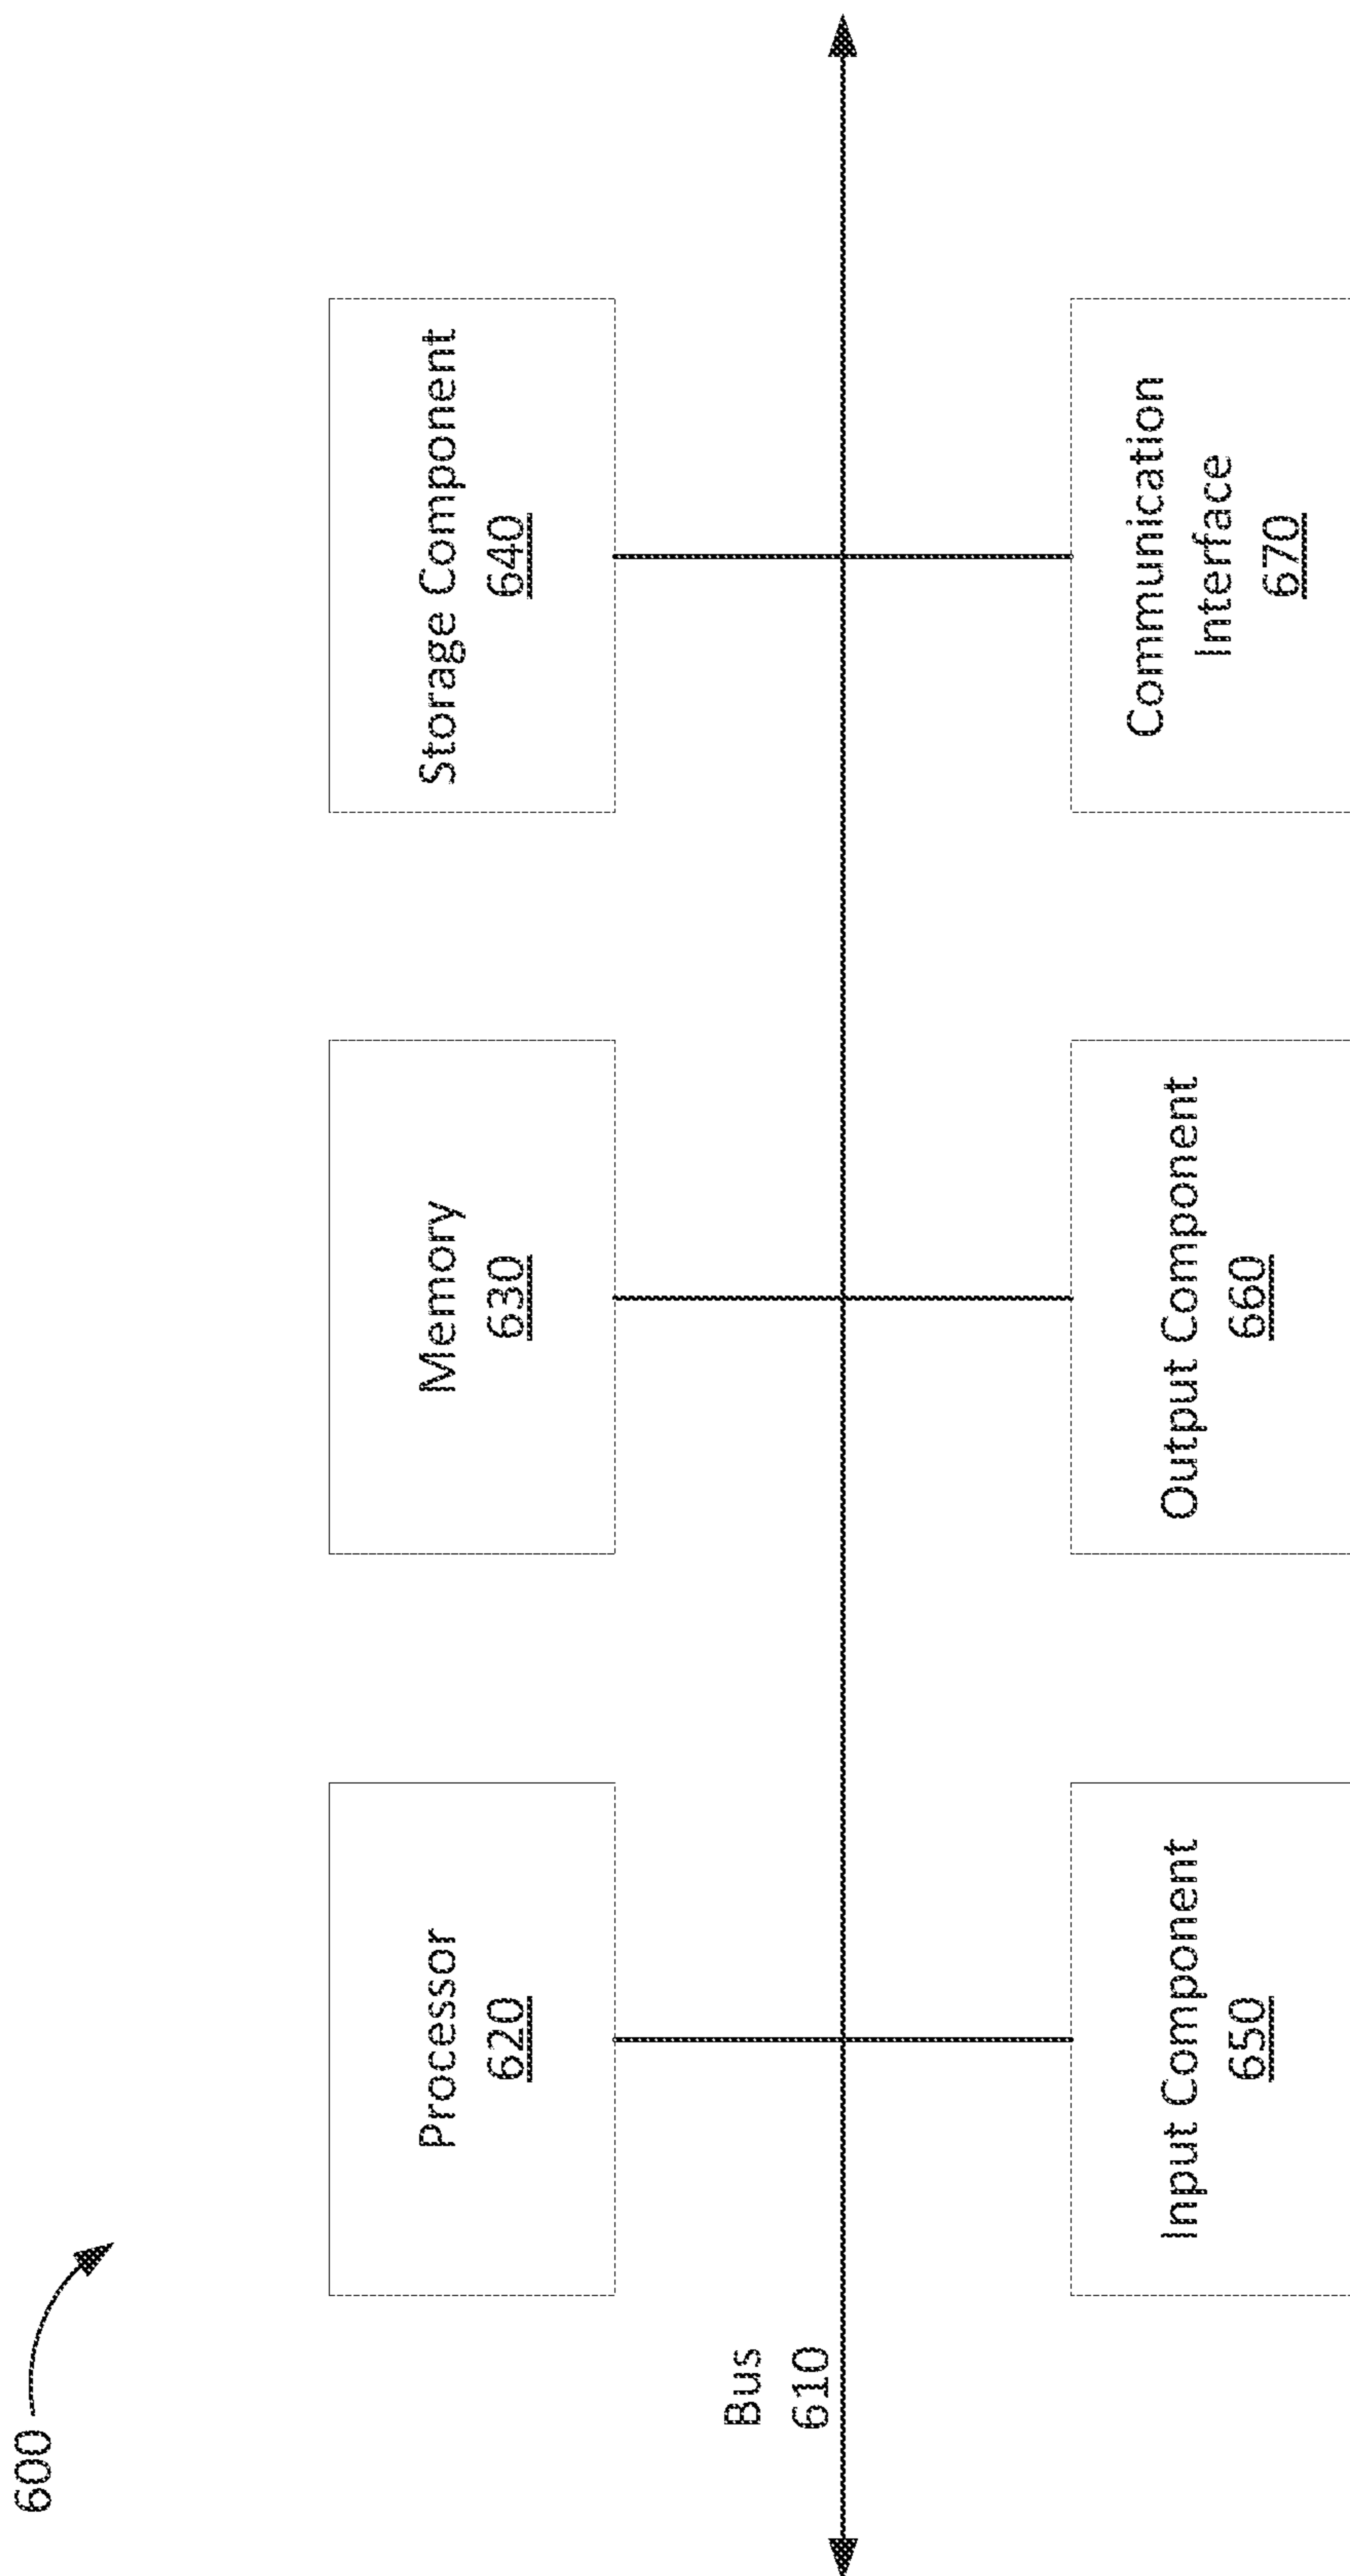 600
Processor
620
Memory
630
Storage Component
640
Bus
610
Input Component
650
Output Component
660
Communication
Interface
670